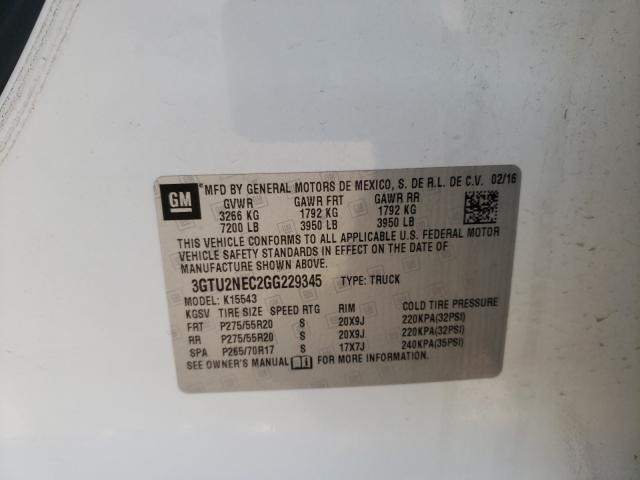 GM
MFD BY GENERAL MOTORS DE MEXICO, S. DE R.L. DE C.V. 02/16
GVWR GAWR FRT GAWR RR
3266 KG 1792 KG 1792 KG
7200 LB 3950 LB 3950 LB
THIS VEHICLE CONFORMS TO ALL APPLICABLE U.S. FEDERAL MOTOR
VEHICLE SAFETY STANDARDS IN EFFECT ON THE DATE OF
MANUFACTURE SHOWN ABOVE.
3GTU2NEC2GG229345 TYPE: TRUCK
MODEL: K15543
KGSV TIRE SIZE SPEED RTG RIM COLD TIRE PRESSURE
FRT P275/55R20 S 20X9J 220KPA(32PSI)
RR P275/55R20 S 20X9J 220KPA(32PSI)
SPA P265/70R17 S 17X7J 240KPA(35PSI)
SEE OWNER'S MANUAL FOR MORE INFORMATION.